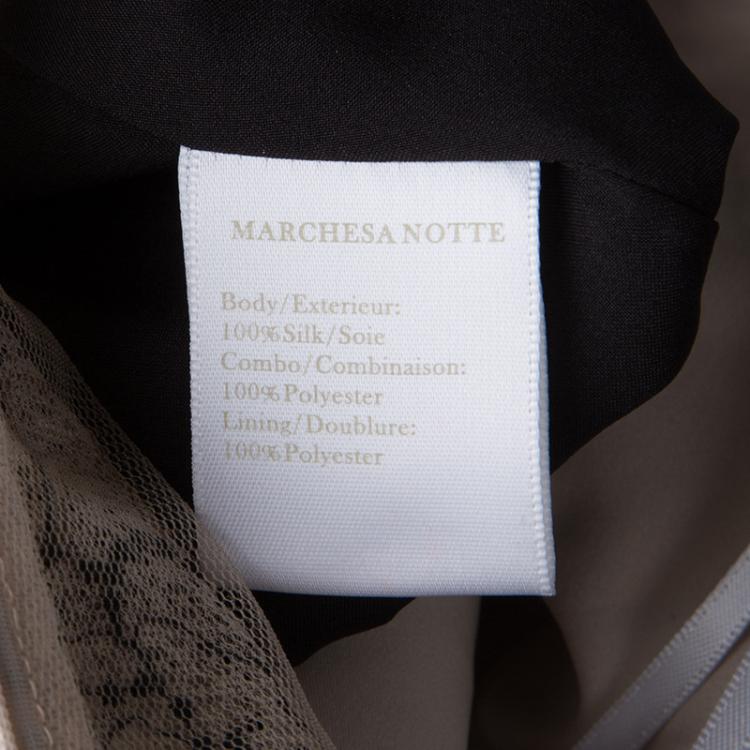 MARCHESA NOTTE
Body/Exterieur:
100%Silk/Soie
Combo/Combinaison:
100%Polyester
Lining/Doublure:
100%Polyester